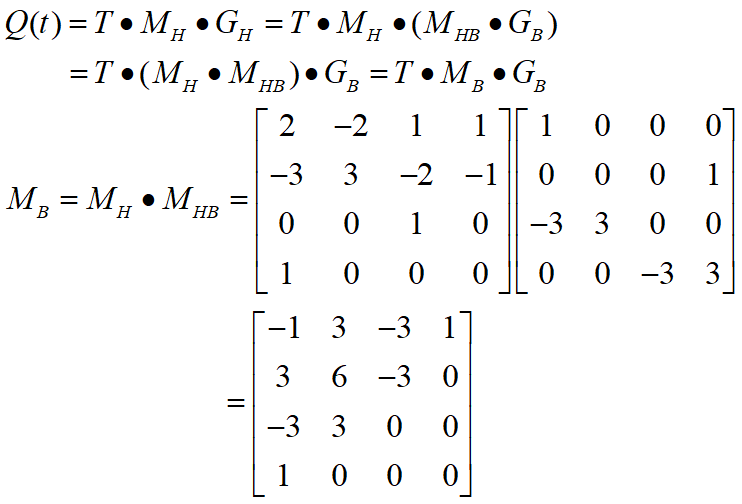 Q(t) = T • M_H • G_H = T • M_H • (M_HB • G_B)
= T • (M_H • M_HB) • G_B = T • M_B • G_B
M_B = M_H • M_HB = [2 −2 1 1; −3 3 −2 −1; 0 0 1 0; 1 0 0 0] [1 0 0 0; 0 0 0 1; −3 3 0 0; 0 0 −3 3]
= [−1 3 −3 1; 3 6 −3 0; −3 3 0 0; 1 0 0 0]